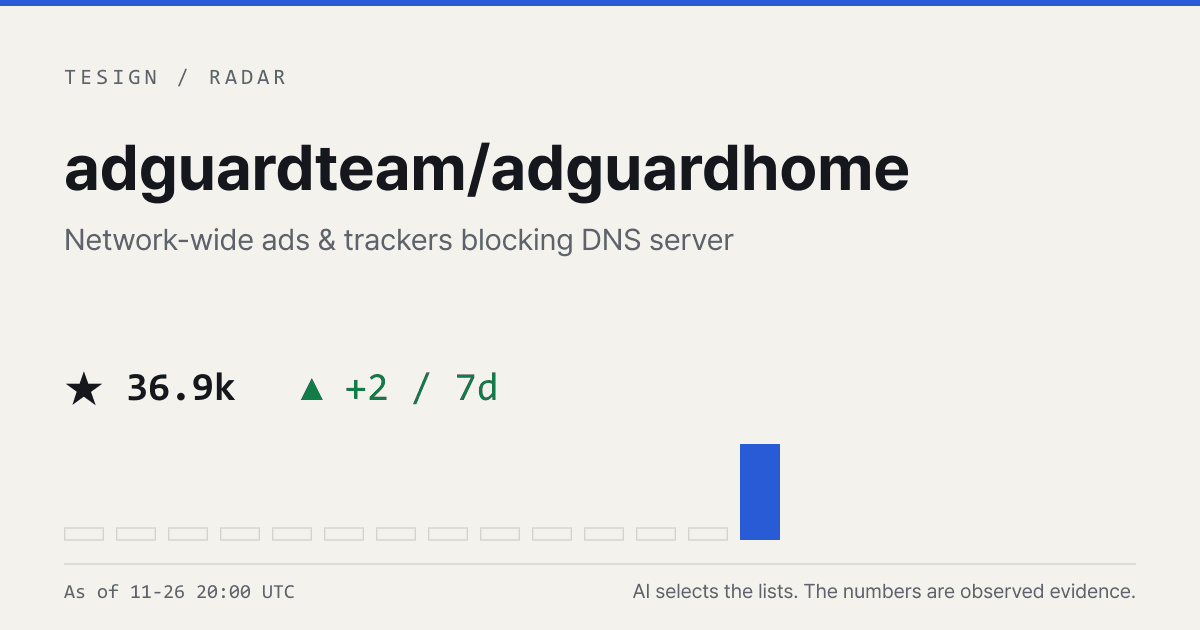 TESIGN / RADAR
adguardteam/adguardhome
Network-wide ads & trackers blocking DNS server
★ 36.9k ▲ +2 / 7d
As of 11-26 20:00 UTC
AI selects the lists. The numbers are observed evidence.